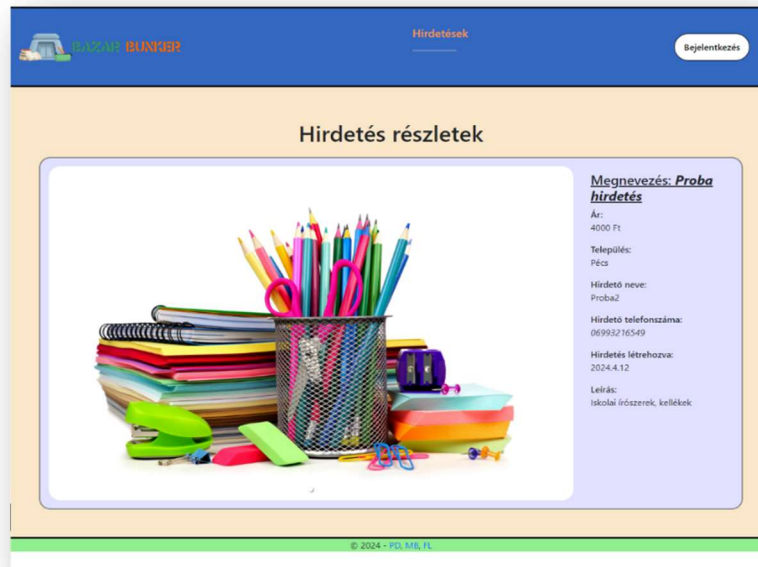 BAZAR BUNKER
Hirdetések
Bejelentkezés
Hirdetés részletek
Megnevezés: Proba
hirdetés
Ár:
4000 Ft
Település:
Pécs
Hirdető neve:
Proba2
Hirdető telefonszáma:
06993216549
Hirdetés létrehozva:
2024.4.12
Leírás:
Iskolai írószerek, kellékek
© 2024 - PD, MB, FL